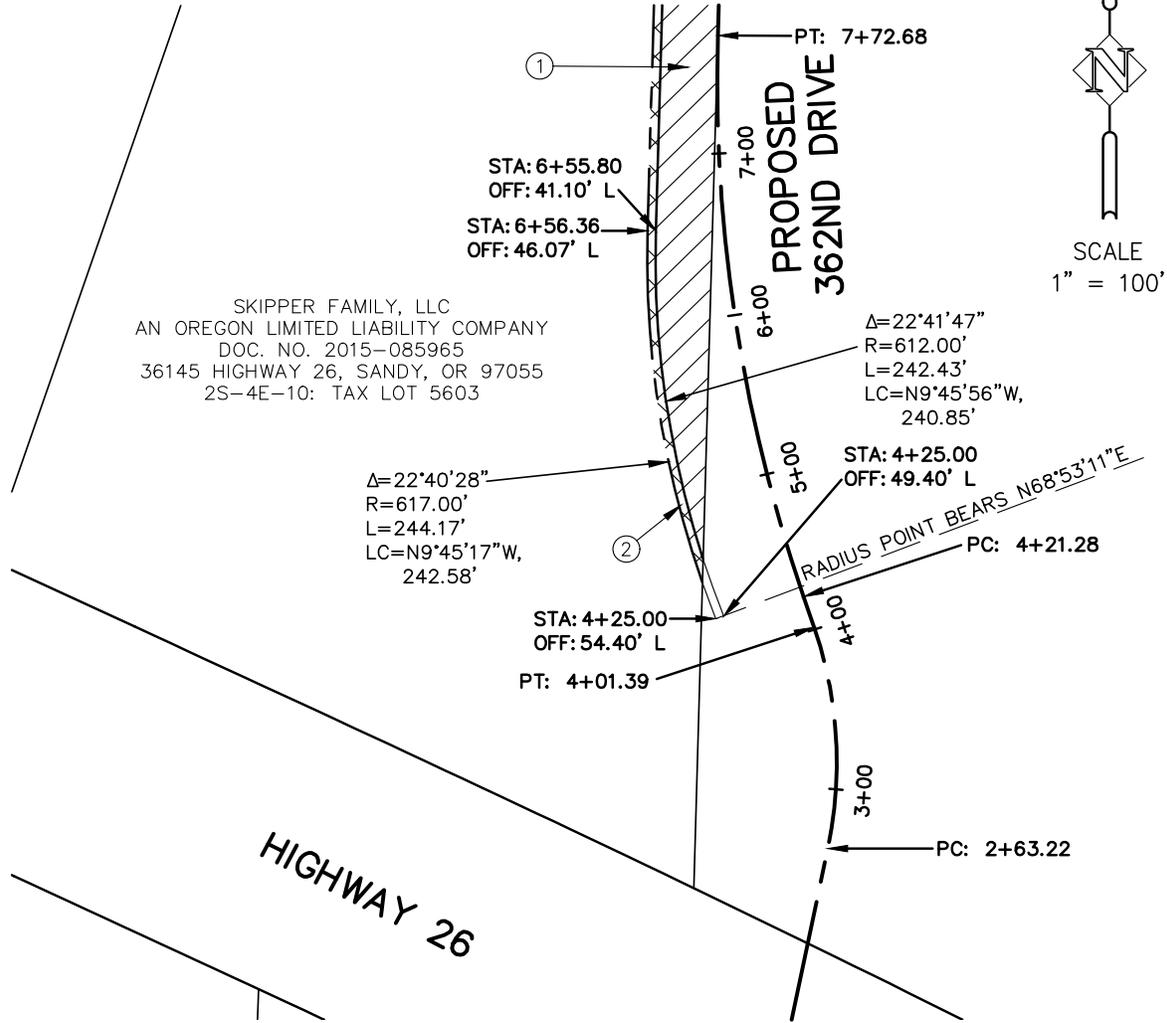 PT: 7+72.68
N
1
PROPOSED
362ND DRIVE
7+00
STA: 6+55.80
OFF: 41.10' L
STA: 6+56.36
OFF: 46.07' L
SCALE
1" = 100'
SKIPPER FAMILY, LLC
AN OREGON LIMITED LIABILITY COMPANY
DOC. NO. 2015-085965
36145 HIGHWAY 26, SANDY, OR 97055
2S-4E-10: TAX LOT 5603
6+00
Δ=22°41'47"
R=612.00'
L=242.43'
LC=N9°45'56"W,
240.85'
STA: 4+25.00
OFF: 49.40' L
5+00
Δ=22°40'28"
R=617.00'
L=244.17'
LC=N9°45'17"W,
242.58'
2
RADIUS POINT BEARS N68°53'11"E
PC: 4+21.28
STA: 4+25.00
OFF: 54.40' L
4+00
PT: 4+01.39
3+00
PC: 2+63.22
HIGHWAY 26